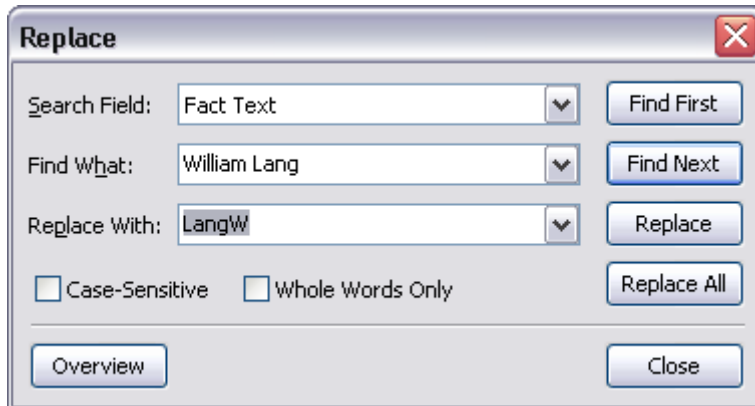 Replace
Search Field: Fact Text Find First
Find What: William Lang Find Next
Replace With: LangW Replace
Case-Sensitive Whole Words Only Replace All
Overview Close